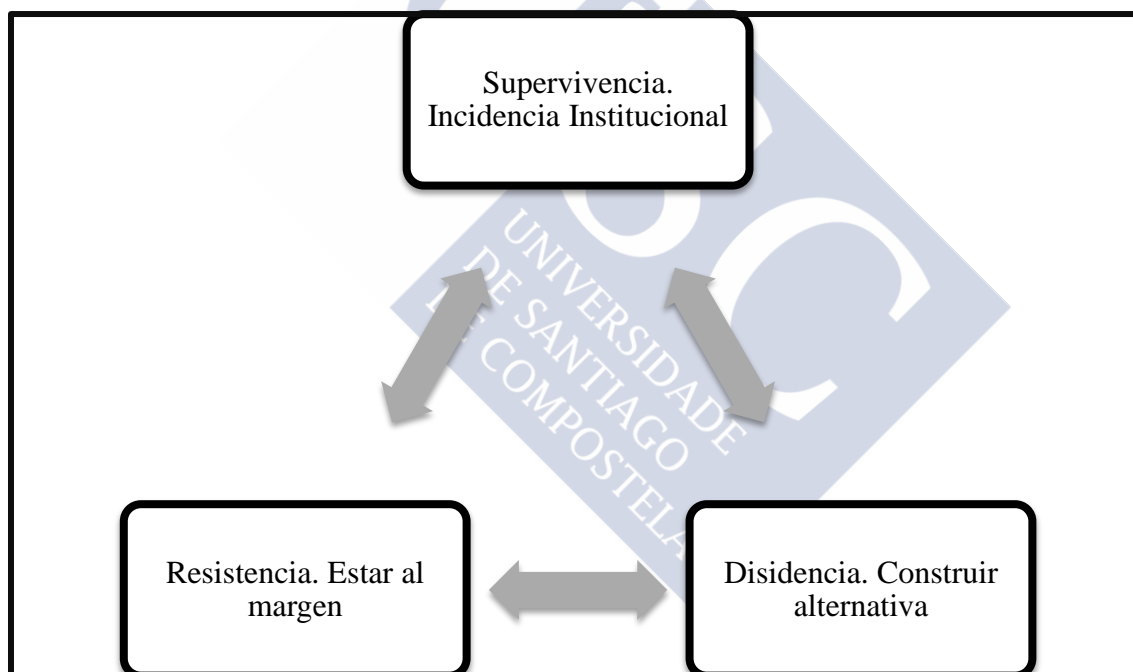 Supervivencia.
Incidencia Institucional
UNIVERSIDADE
DE SANTIAGO
DE COMPOSTELA
Resistencia. Estar al
margen
Disidencia. Construir
alternativa